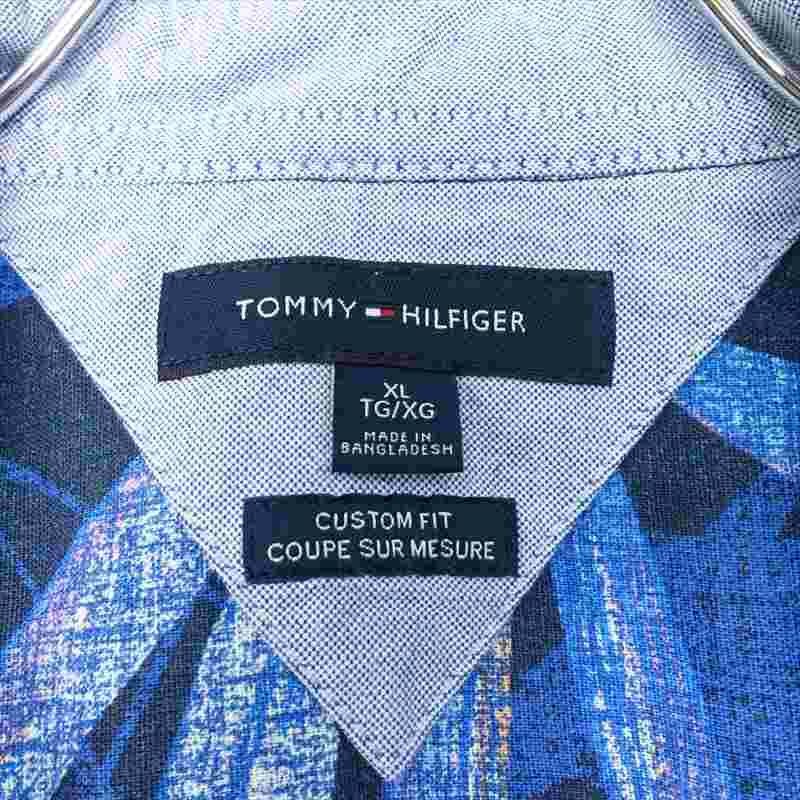 TOMMY HILFIGER
XL
TG/XG
MADE IN
BANGLADESH
CUSTOM FIT
COUPE SUR MESURE